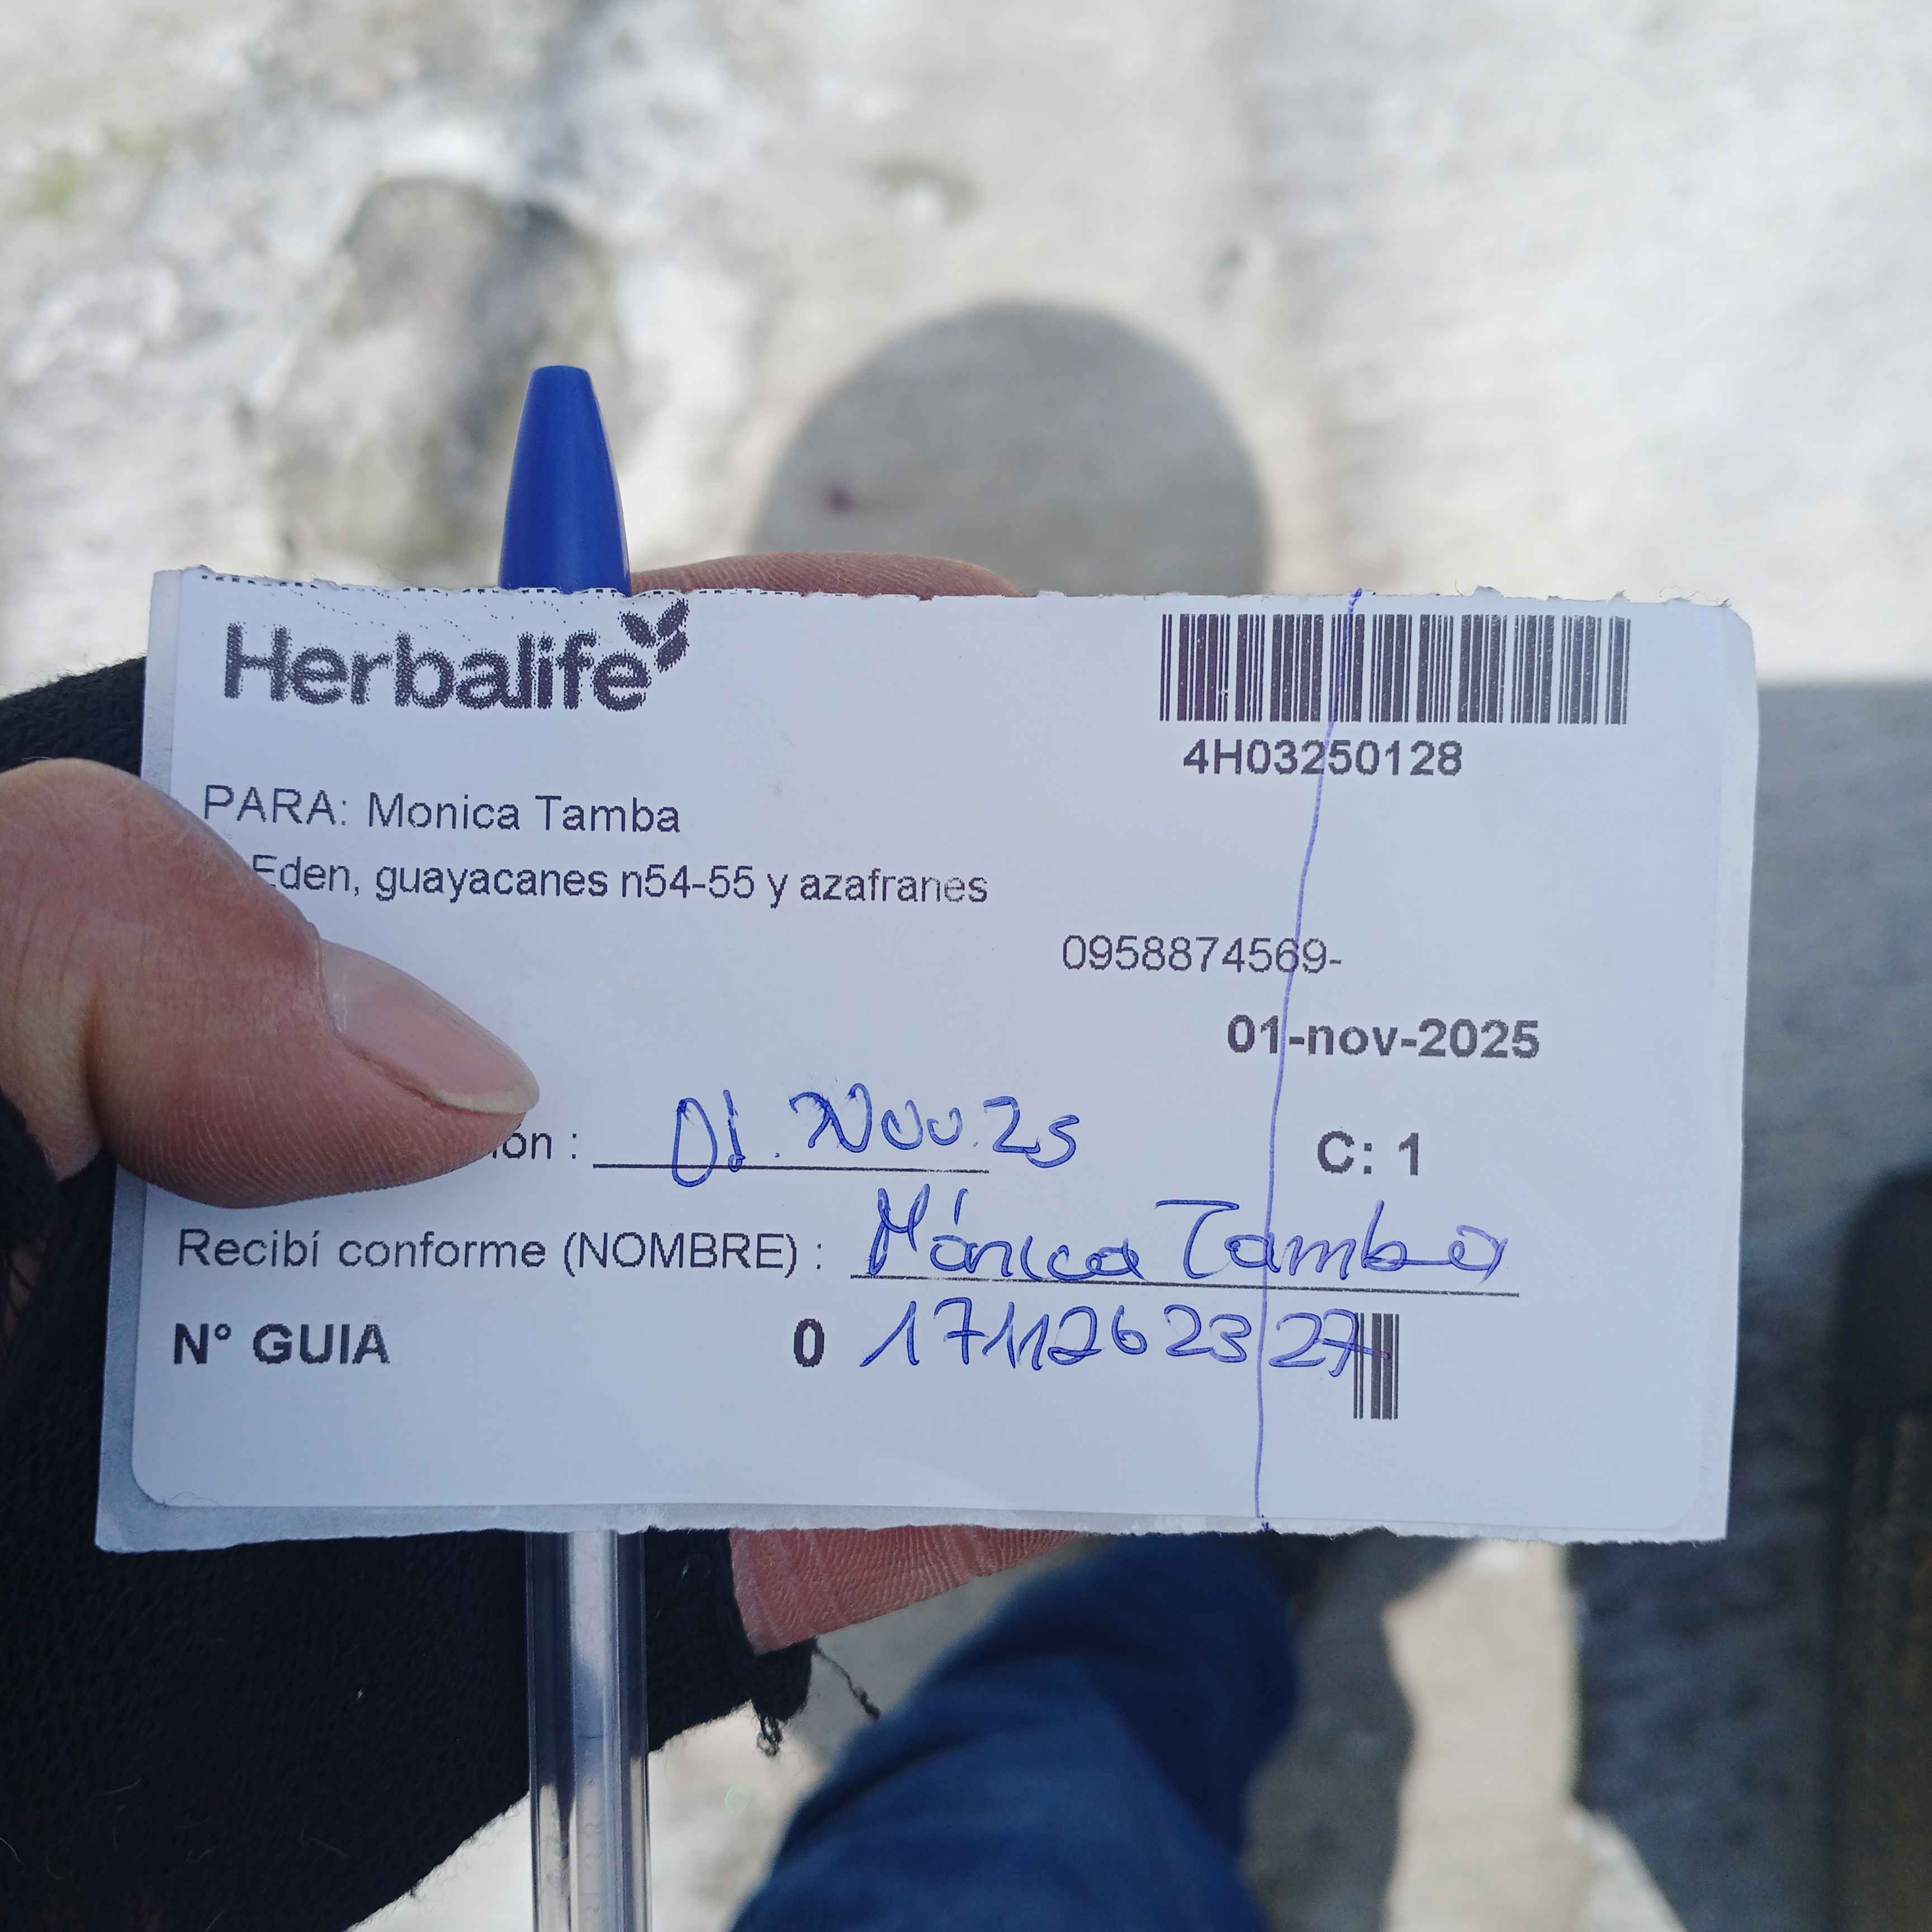 Herbalife
4H03250128
PARA: Monica Tamba
Eden, guayacanes n54-55 y azafranes
0958874569-
01-nov-2025
ón : 01. Nov. 25
C: 1
Recibí conforme (NOMBRE) : Mónica Tamba
N° GUIA 0 1711262327